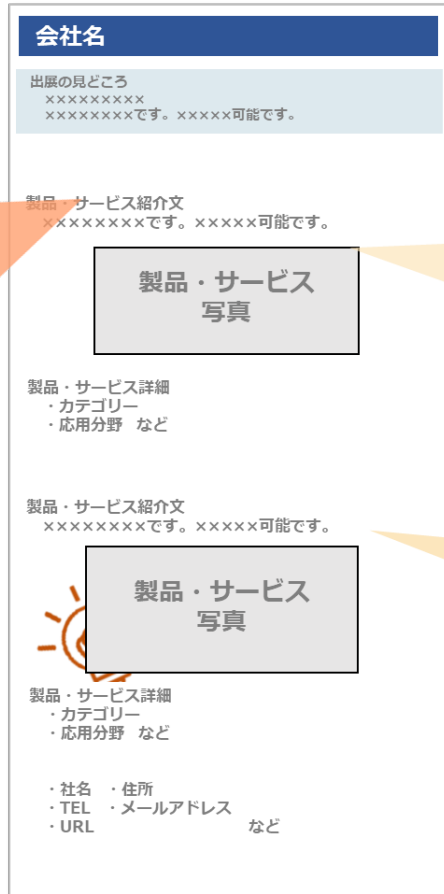 会社名
出展の見どころ
×××××××××
××××××××です。×××××可能です。
製品・サービス紹介文
××××××××です。×××××可能です。
製品・サービス
写真
製品・サービス詳細
・カテゴリー
・応用分野 など
製品・サービス紹介文
××××××××です。×××××可能です。
製品・サービス
写真
製品・サービス詳細
・カテゴリー
・応用分野 など
・社名 ・住所
・TEL ・メールアドレス
・URL など